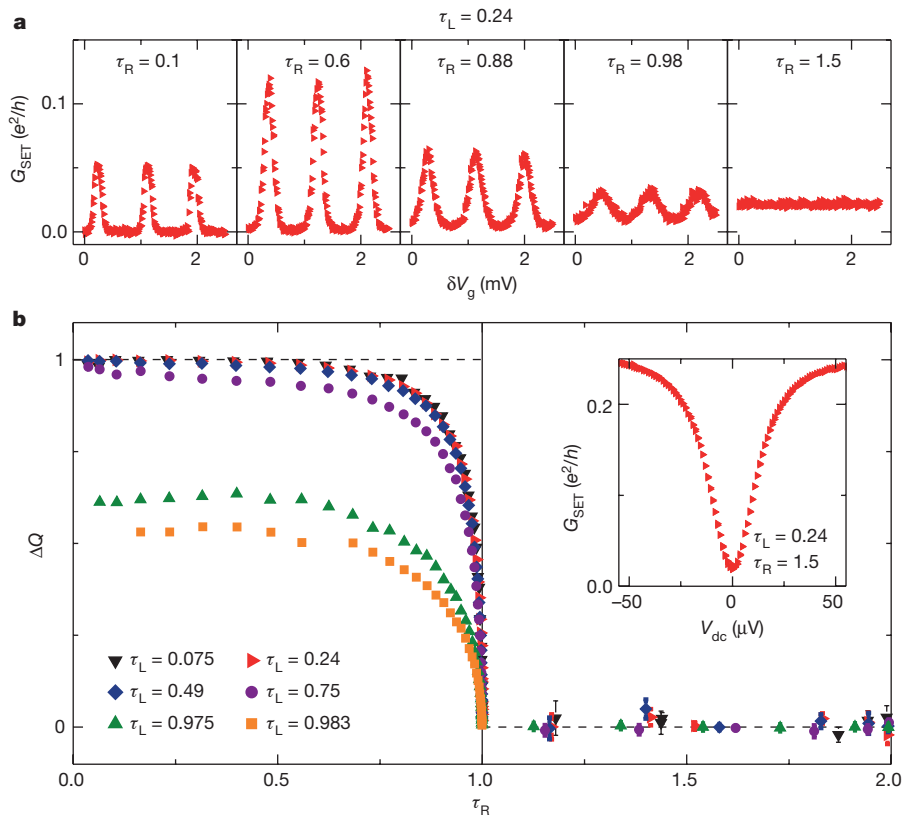 a
τL = 0.24
τR = 0.1
τR = 0.6
τR = 0.88
τR = 0.98
τR = 1.5
GSET (e²/h)
0.1
0.0
0 2 0 2 0 2 0 2 0 2
δVg (mV)
b
ΔQ
1
0
GSET (e²/h)
0.2
0.0
τL = 0.24
τR = 1.5
−50 0 50
Vdc (μV)
τL = 0.075 τL = 0.24
τL = 0.49 τL = 0.75
τL = 0.975 τL = 0.983
0.0 0.5 1.0 1.5 2.0
τR